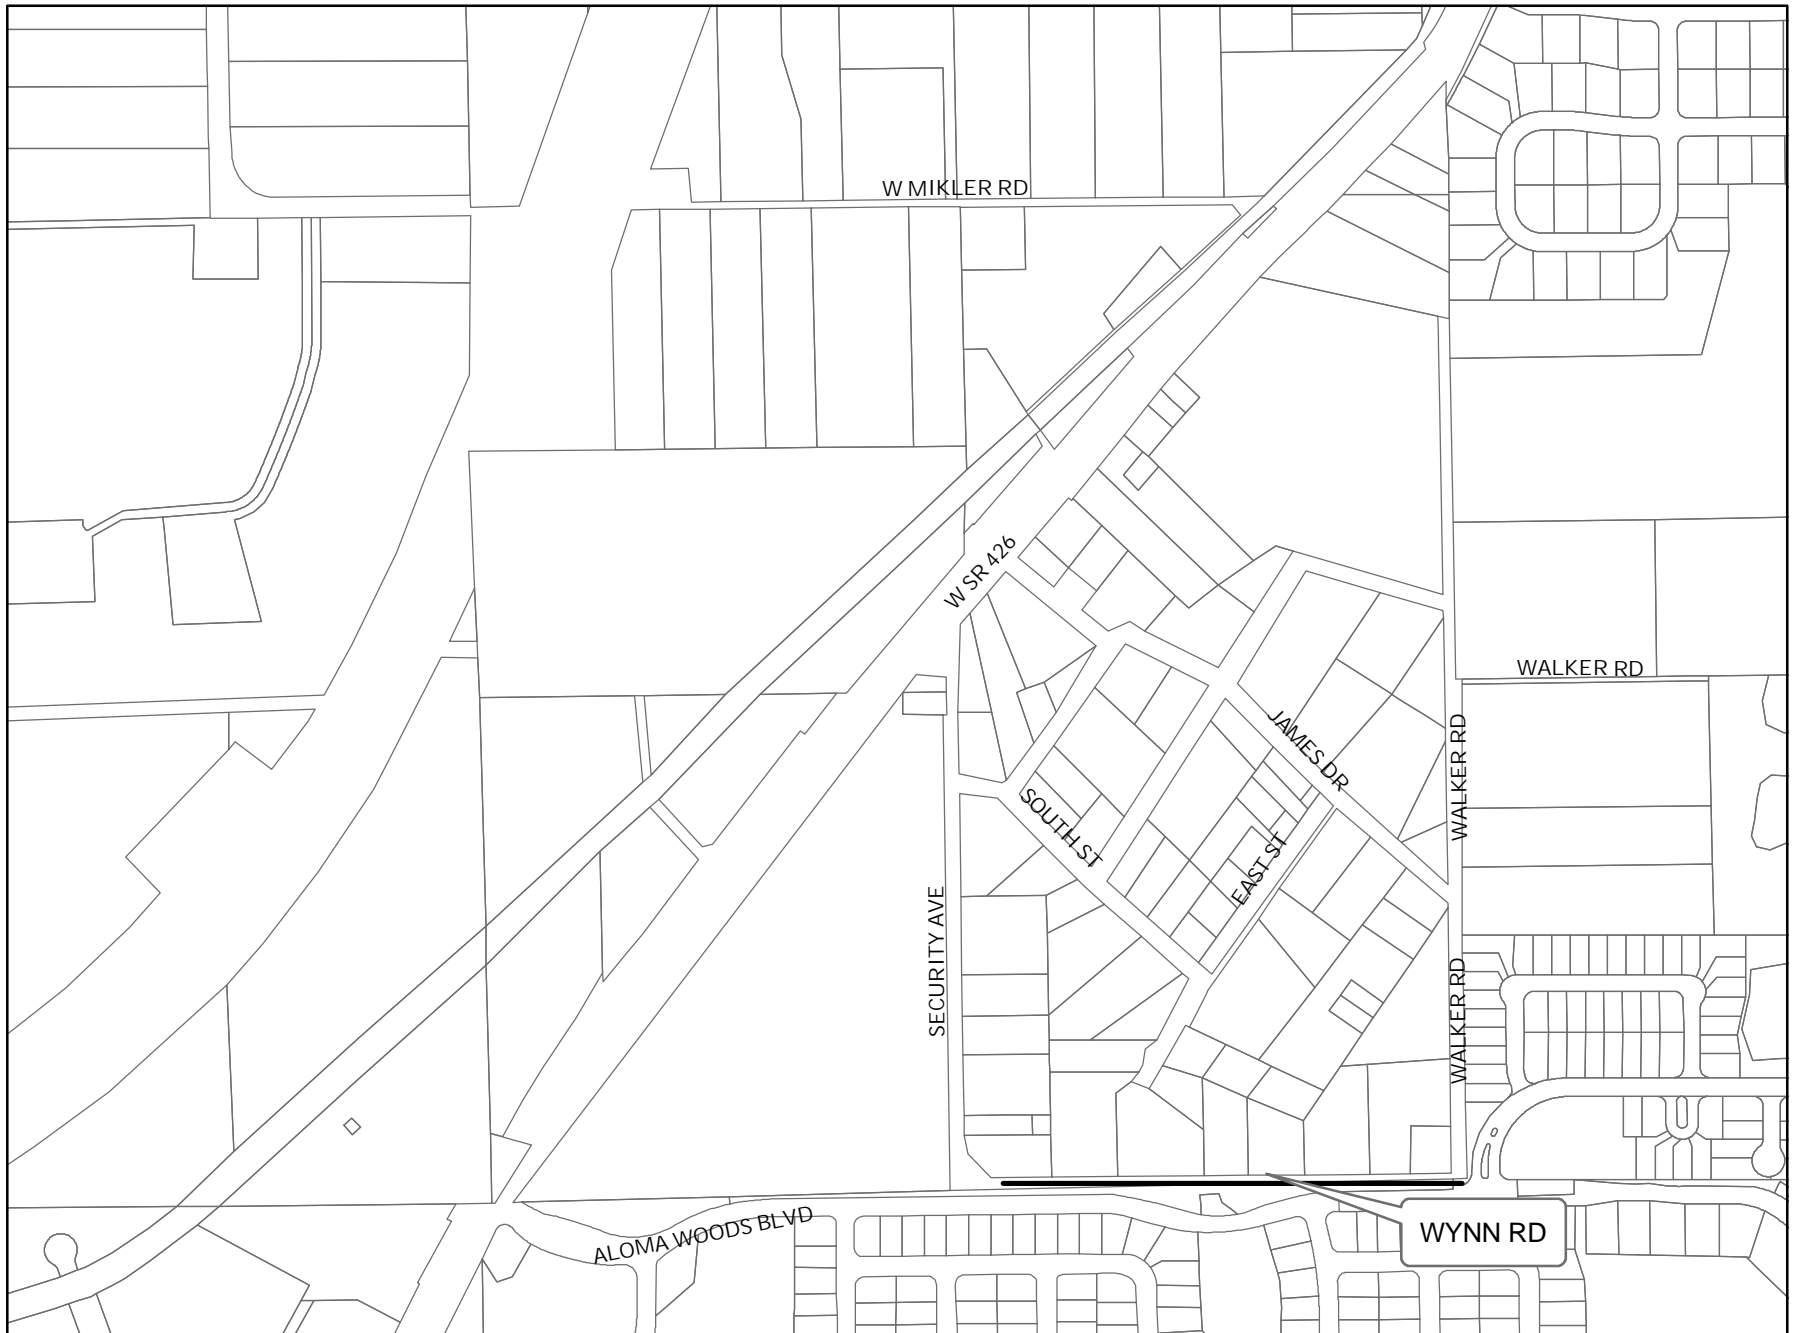 W MIKLER RD
W SR 426
WALKER RD
JAMES DR
WALKER RD
SOUTH ST
EAST ST
SECURITY AVE
WALKER RD
ALOMA WOODS BLVD
WYNN RD